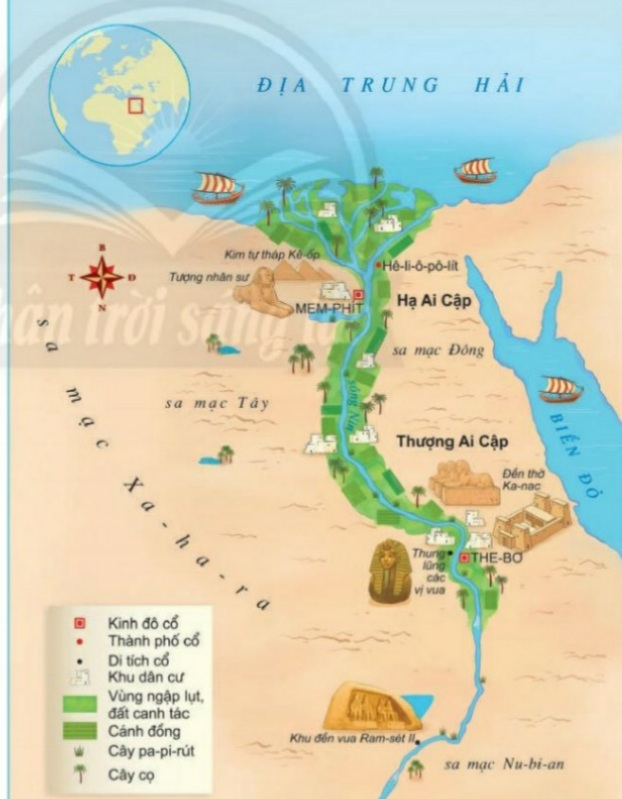 ĐỊA TRUNG HẢI
B
T Đ
N
Kim tự tháp Kê-ốp
Tượng nhân sư
Hê-li-ô-pô-lít
MEM-PHÍT
Hạ Ai Cập
sa mạc Đông
sông Nin
sa mạc Tây
sa mạc Xa-ha-ra
Thượng Ai Cập
BIỂN ĐỎ
Đền thờ
Ka-nac
Thung
lũng
các
vị vua
THE-BƠ
Kinh đô cổ
Thành phố cổ
Di tích cổ
Khu dân cư
Vùng ngập lụt,
đất canh tác
Cánh đồng
Cây pa-pi-rút
Cây cọ
Khu đền vua Ram-sét II
sa mạc Nu-bi-an